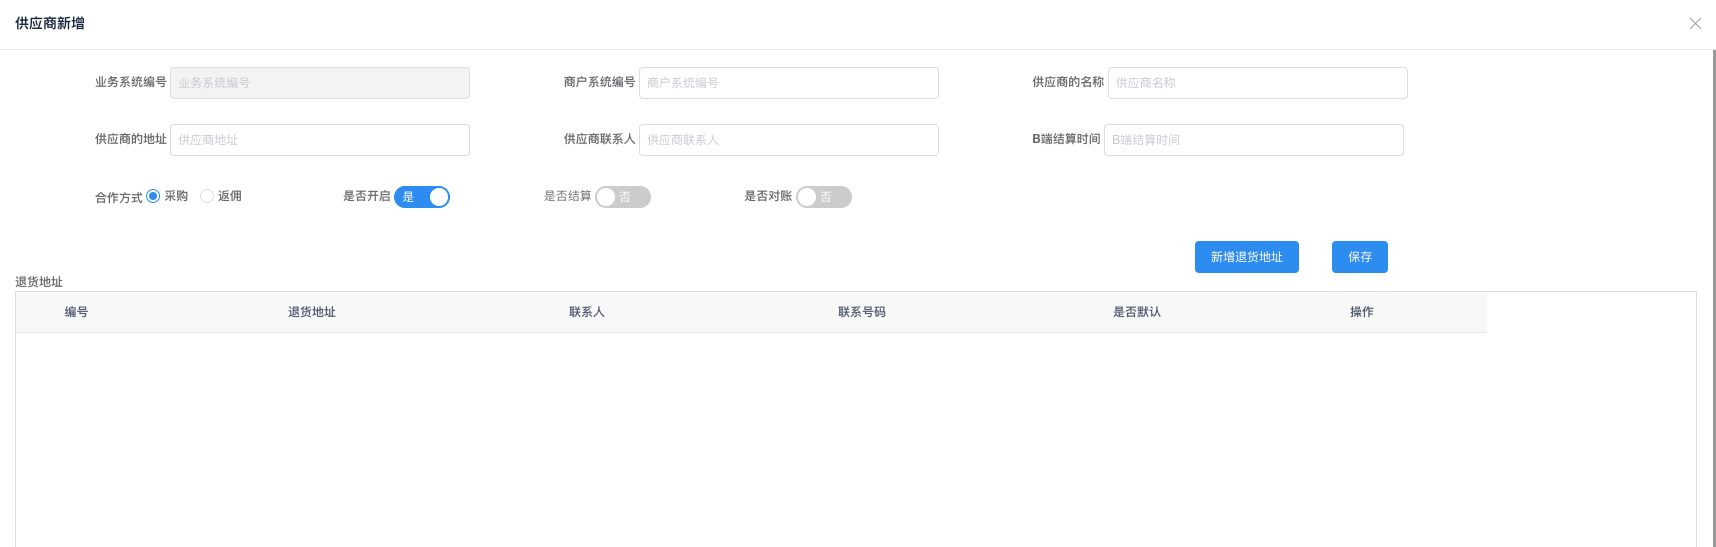 供应商新增
业务系统编号 业务系统编号 商户系统编号 商户系统编号 供应商的名称 供应商名称
供应商的地址 供应商地址 供应商联系人 供应商联系人 B端结算时间 B端结算时间
合作方式 采购 返佣 是否开启 是 是否结算 否 是否对账 否
新增退货地址 保存
退货地址
编号 退货地址 联系人 联系号码 是否默认 操作